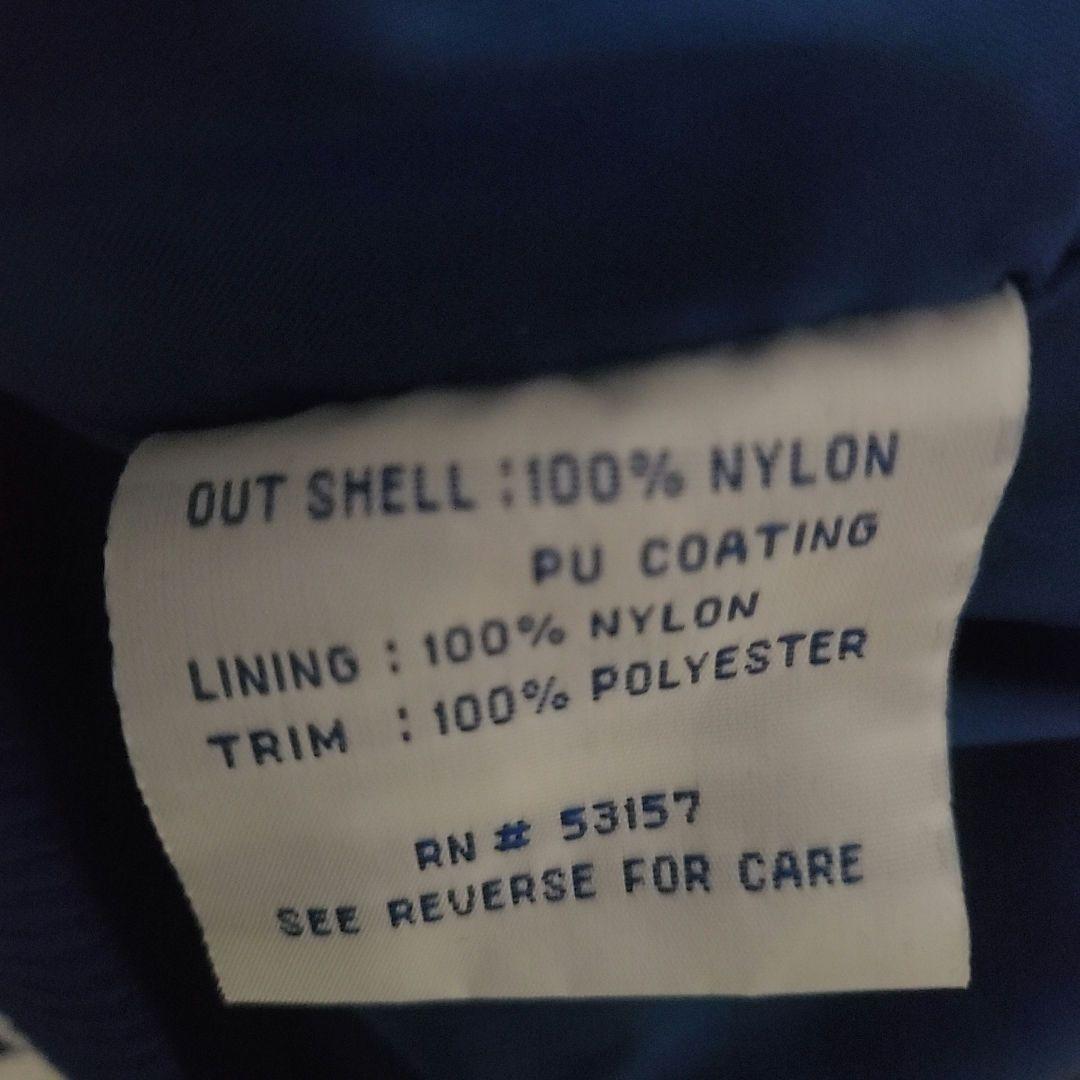 OUT SHELL :100% NYLON
PU COATING
LINING : 100% NYLON
TRIM : 100% POLYESTER
RN # 53157
SEE REVERSE FOR CARE